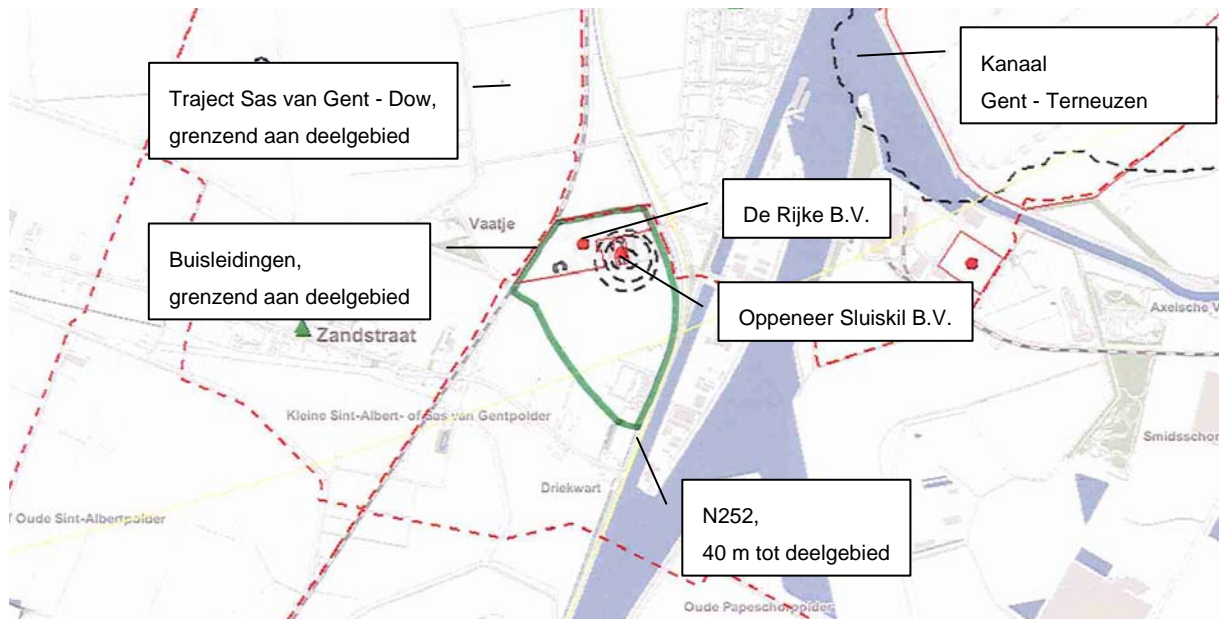 Traject Sas van Gent - Dow,
grenzend aan deelgebied
Kanaal
Gent - Terneuzen
De Rijke B.V.
Vaatje
Buisleidingen,
grenzend aan deelgebied
Oppeneer Sluiskil B.V.
Axelsche V
Zandstraat
Kleine Sint-Albert- of Sas van Gentpolder
Smidsschor
Driekwart
f Oude Sint-Albertpolder
N252,
40 m tot deelgebied
Oude Papeschorpolder